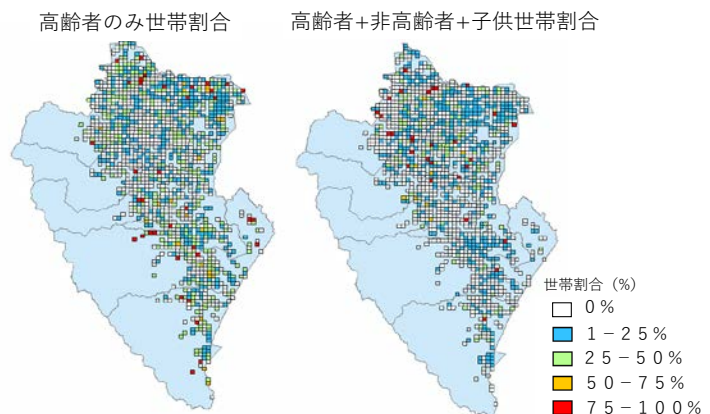 高齢者のみ世帯割合
高齢者+非高齢者+子供世帯割合
世帯割合 (%)
０%
１－２５%
２５－５０%
５０－７５%
７５－１００%